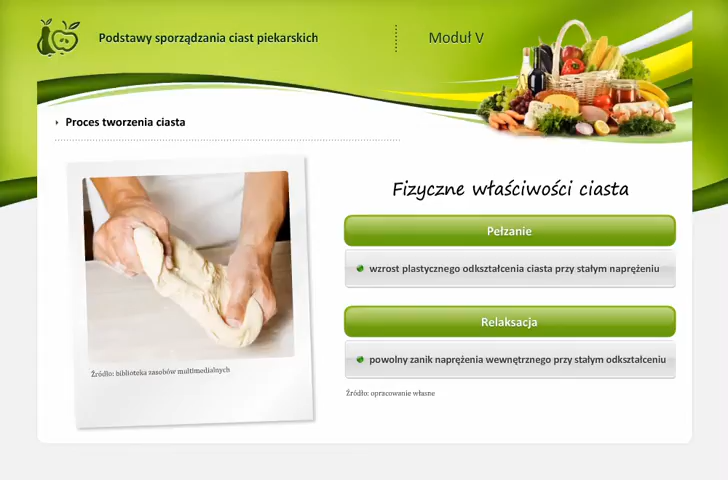 Podstawy sporządzania ciast piekarskich
Moduł V
Proces tworzenia ciasta
Fizyczne właściwości ciasta
Pełzanie
wzrost plastycznego odkształcenia ciasta przy stałym naprężeniu
Relaksacja
powolny zanik naprężenia wewnętrznego przy stałym odkształceniu
Źródło: biblioteka zasobów multimedialnych
Źródło: opracowanie własne